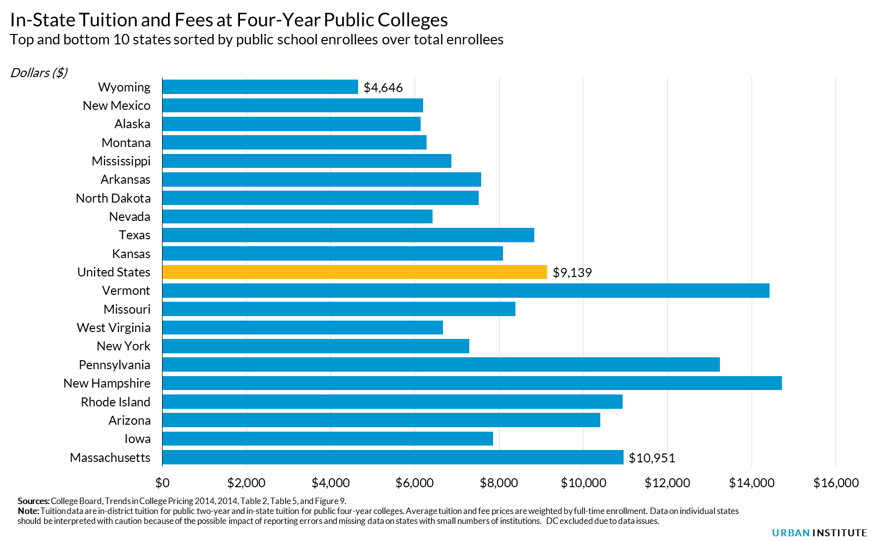 In-State Tuition and Fees at Four-Year Public Colleges
Top and bottom 10 states sorted by public school enrollees over total enrollees
Dollars ($)
Wyoming $4,646
New Mexico
Alaska
Montana
Mississippi
Arkansas
North Dakota
Nevada
Texas
Kansas
United States $9,139
Vermont
Missouri
West Virginia
New York
Pennsylvania
New Hampshire
Rhode Island
Arizona
Iowa
Massachusetts $10,951
$0 $2,000 $4,000 $6,000 $8,000 $10,000 $12,000 $14,000 $16,000
Sources: College Board, Trends in College Pricing 2014, 2014, Table 2, Table 5, and Figure 9.
Note: Tuition data are in-district tuition for public two-year and in-state tuition for public four-year colleges. Average tuition and fee prices are weighted by full-time enrollment. Data on individual states
should be interpreted with caution because of the possible impact of reporting errors and missing data on states with small numbers of institutions. DC excluded due to data issues.
URBAN INSTITUTE